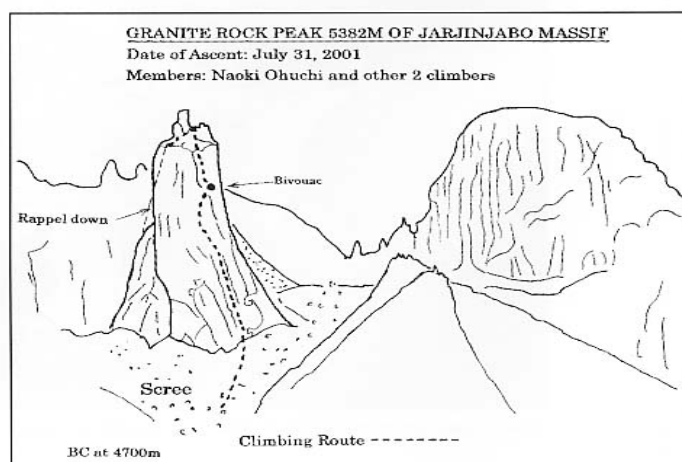 GRANITE ROCK PEAK 5382M OF JARJINJABO MASSIF
Date of Ascent: July 31, 2001
Members: Naoki Ohuchi and other 2 climbers
Bivouac
Rappel down
Scree
Climbing Route --------
BC at 4700m